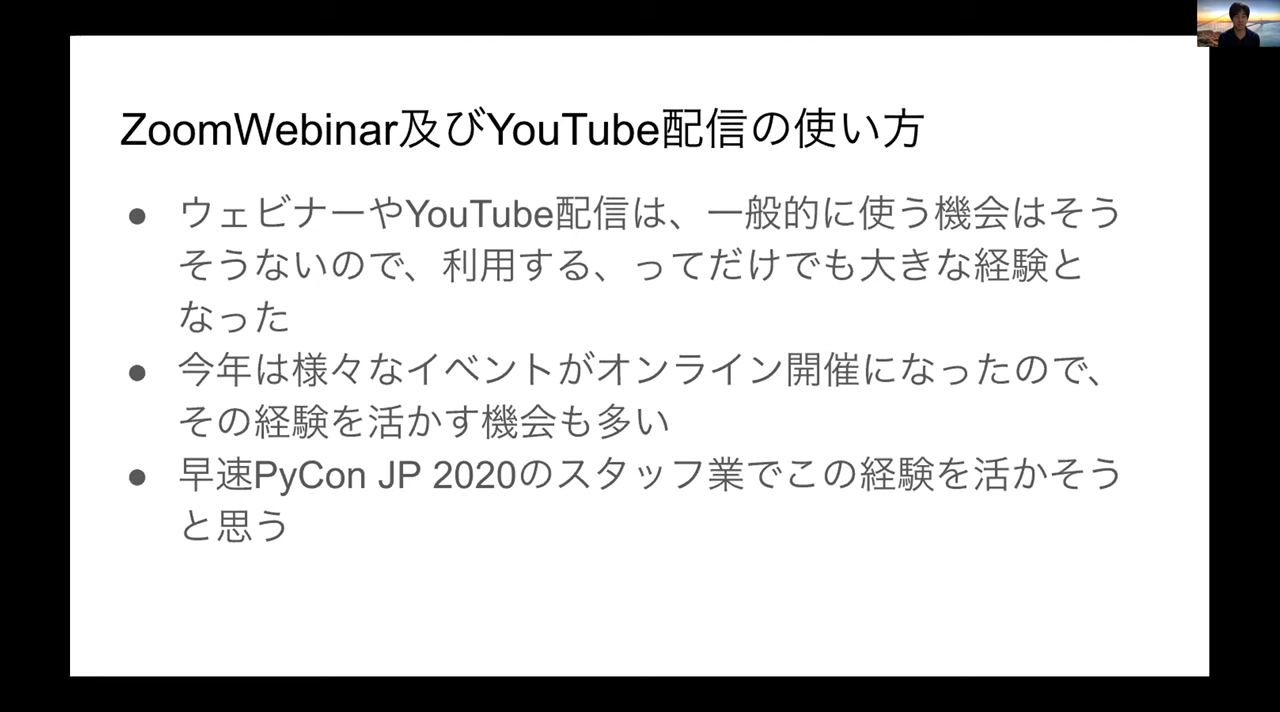 ZoomWebinar及びYouTube配信の使い方
● ウェビナーやYouTube配信は、一般的に使う機会はそう
そうないので、利用する、ってだけでも大きな経験と
なった
● 今年は様々なイベントがオンライン開催になったので、
その経験を活かす機会も多い
● 早速PyCon JP 2020のスタッフ業でこの経験を活かそう
と思う